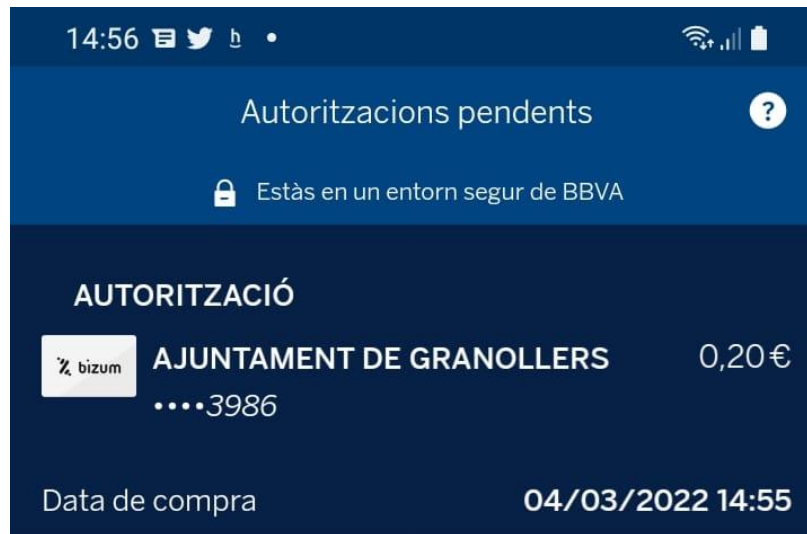 14:56
Autoritzacions pendents
?
Estàs en un entorn segur de BBVA
AUTORITZACIÓ
bizum
AJUNTAMENT DE GRANOLLERS 0,20€
••••3986
Data de compra 04/03/2022 14:55